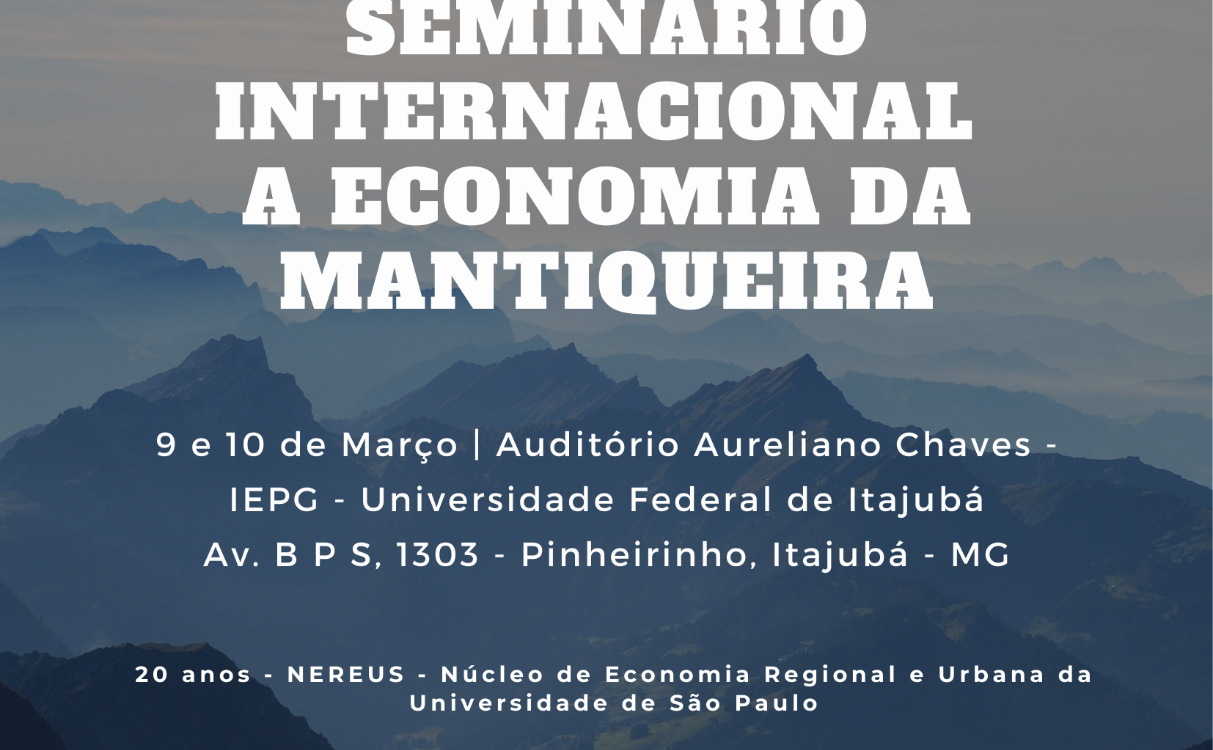 SEMINÁRIO
INTERNACIONAL
A ECONOMIA DA
MANTIQUEIRA
9 e 10 de Março | Auditório Aureliano Chaves -
IEPG - Universidade Federal de Itajubá
Av. B P S, 1303 - Pinheirinho, Itajubá - MG
20 anos - NEREUS - Núcleo de Economia Regional e Urbana da
Universidade de São Paulo